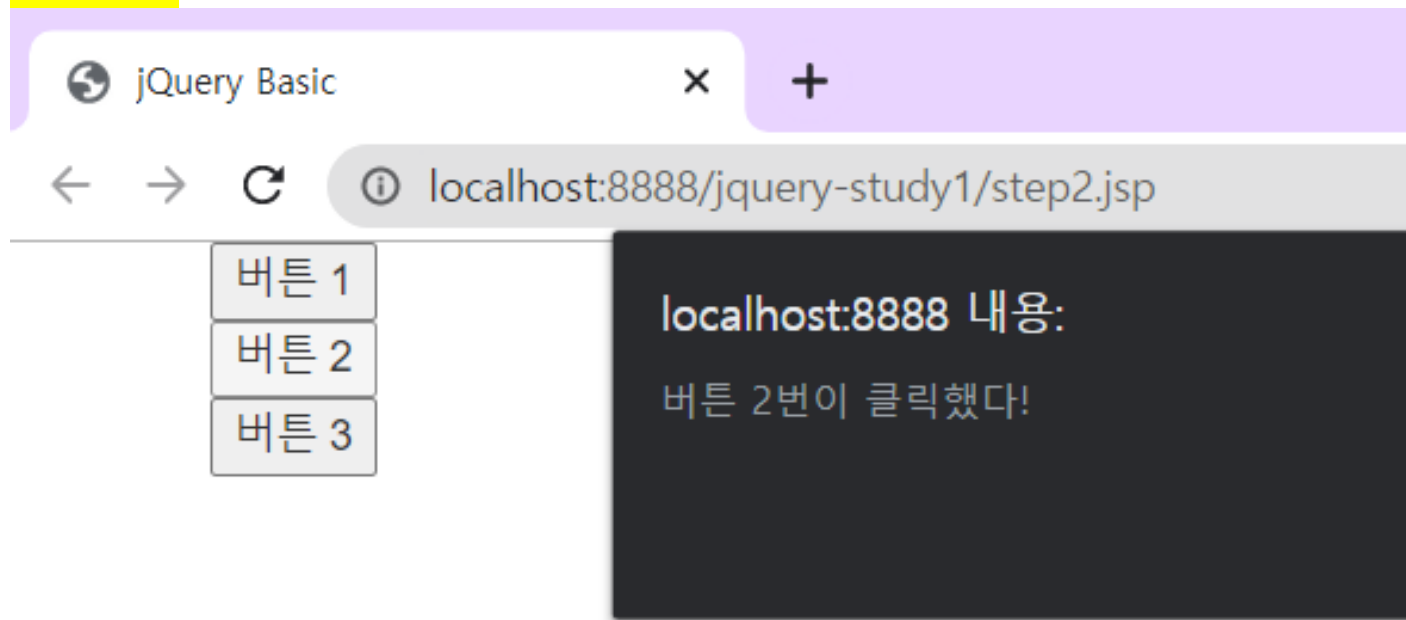 jQuery Basic
localhost:8888/jquery-study1/step2.jsp
버튼 1
버튼 2
버튼 3
localhost:8888 내용:
버튼 2번이 클릭했다!